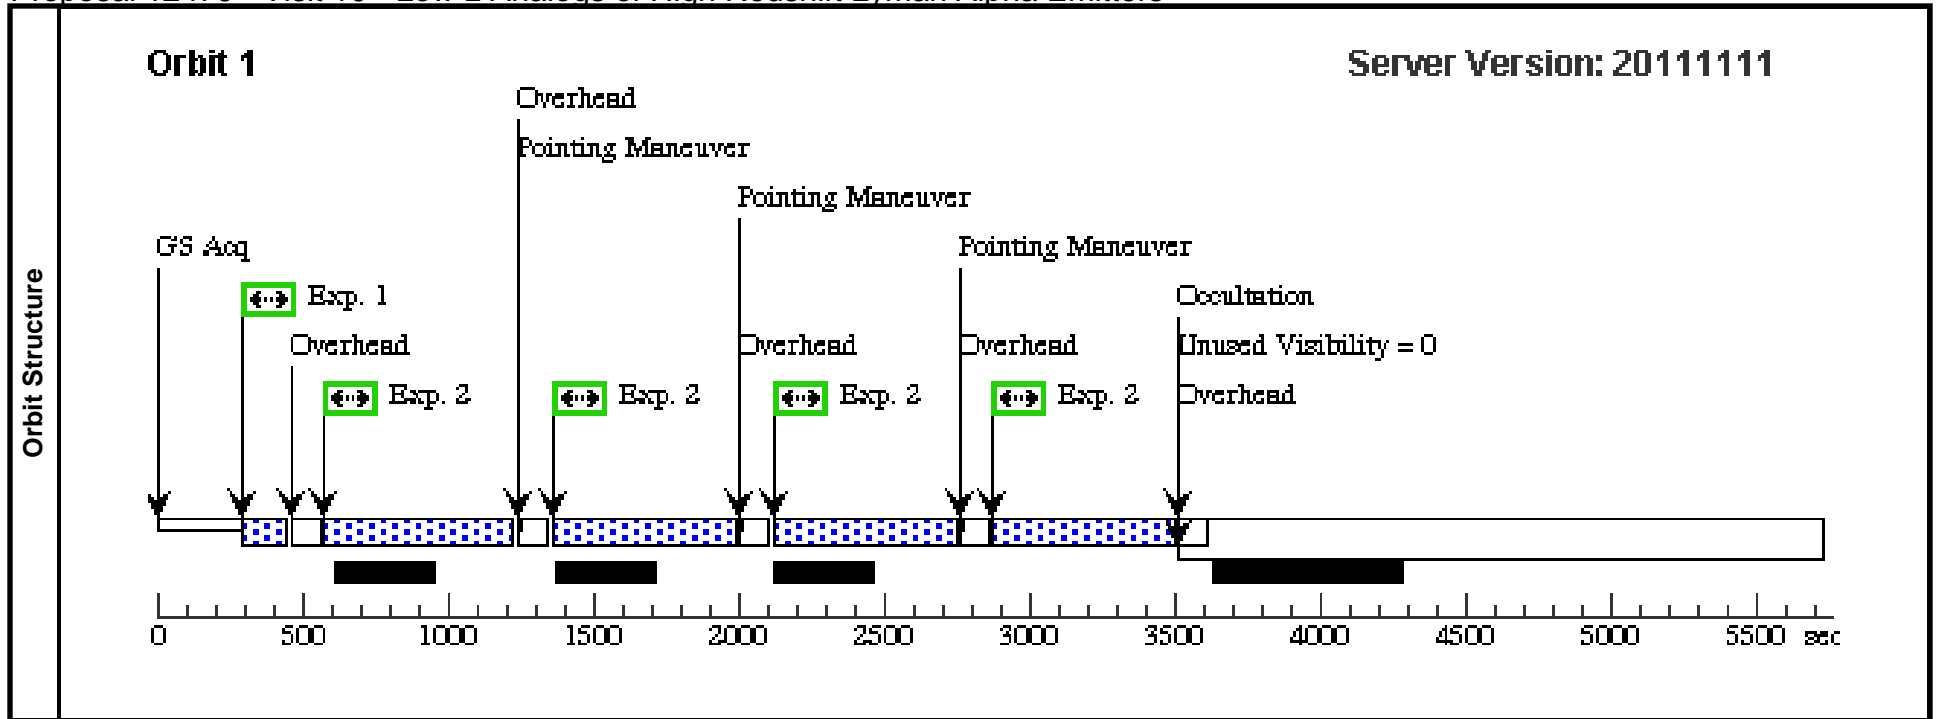 Orbit Structure
Orbit 1
Server Version: 20111111
Overhead
Pointing Maneuver
Pointing Maneuver
GS Acq
Pointing Maneuver
Exp. 1
Occultation
Overhead
Overhead
Overhead
Unused Visibility = 0
Exp. 2
Exp. 2
Exp. 2
Exp. 2
Overhead
0 500 1000 1500 2000 2500 3000 3500 4000 4500 5000 5500 sec